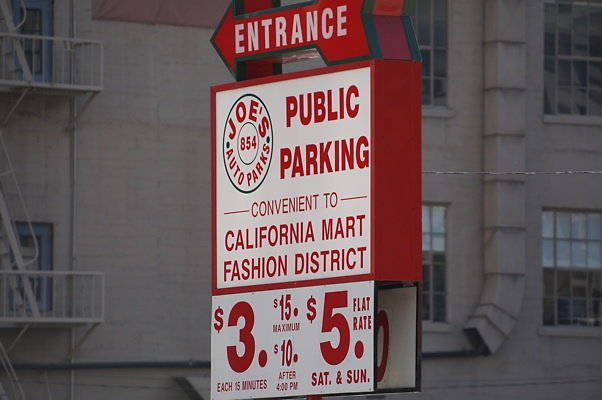 ENTRANCE
JOE'S
854
AUTO PARKS
PUBLIC
PARKING
CONVENIENT TO
CALIFORNIA MART
FASHION DISTRICT
$3.
EACH 15 MINUTES
$15.
MAXIMUM
$10.
AFTER
4:00 PM
$5.
FLAT
RATE
SAT. & SUN.